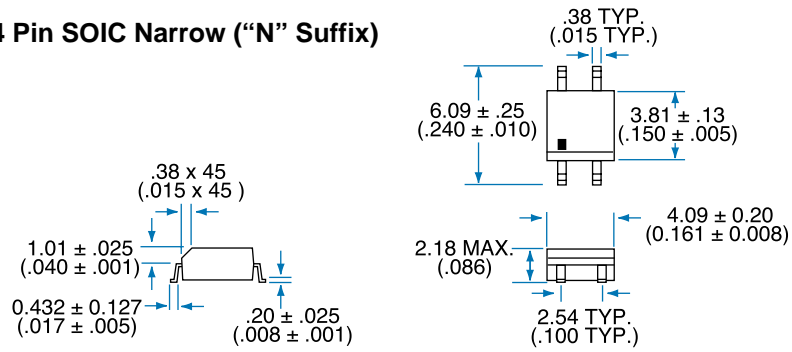 4 Pin SOIC Narrow (“N” Suffix)
.38 TYP.
(.015 TYP.)
6.09 ± .25
(.240 ± .010)
3.81 ± .13
(.150 ± .005)
.38 x 45
(.015 x 45 )
1.01 ± .025
(.040 ± .001)
0.432 ± 0.127
(.017 ± .005)
.20 ± .025
(.008 ± .001)
4.09 ± 0.20
(0.161 ± 0.008)
2.18 MAX.
(.086)
2.54 TYP.
(.100 TYP.)